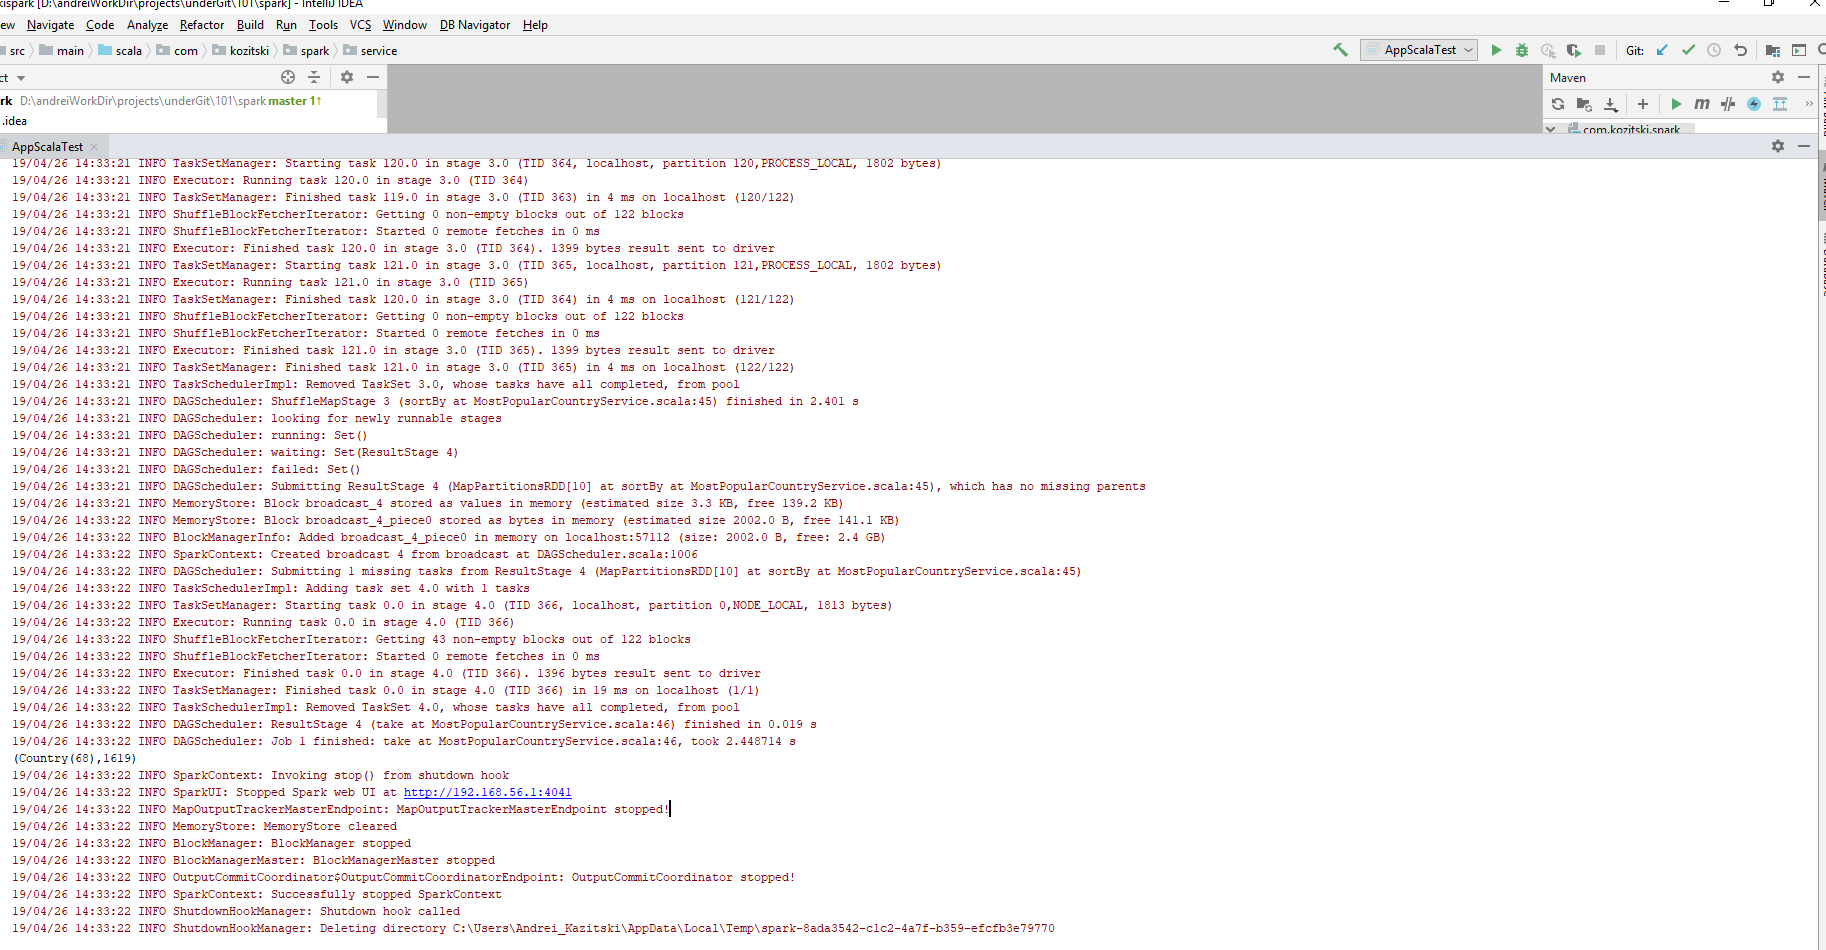 kispark [D:\andreiWorkDir\projects\underGit\101\spark] - IntelliJ IDEA
ew Navigate Code Analyze Refactor Build Run Tools VCS Window DB Navigator Help
src main scala com kozitski spark service AppScalaTest Git:
ct Maven
rk D:\andreiWorkDir\projects\underGit\101\spark master 1↑
.idea com.kozitski.spark
AppScalaTest
19/04/26 14:33:21 INFO TaskSetManager: Starting task 120.0 in stage 3.0 (TID 364, localhost, partition 120,PROCESS_LOCAL, 1802 bytes)
19/04/26 14:33:21 INFO Executor: Running task 120.0 in stage 3.0 (TID 364)
19/04/26 14:33:21 INFO TaskSetManager: Finished task 119.0 in stage 3.0 (TID 363) in 4 ms on localhost (120/122)
19/04/26 14:33:21 INFO ShuffleBlockFetcherIterator: Getting 0 non-empty blocks out of 122 blocks
19/04/26 14:33:21 INFO ShuffleBlockFetcherIterator: Started 0 remote fetches in 0 ms
19/04/26 14:33:21 INFO Executor: Finished task 120.0 in stage 3.0 (TID 364). 1399 bytes result sent to driver
19/04/26 14:33:21 INFO TaskSetManager: Starting task 121.0 in stage 3.0 (TID 365, localhost, partition 121,PROCESS_LOCAL, 1802 bytes)
19/04/26 14:33:21 INFO Executor: Running task 121.0 in stage 3.0 (TID 365)
19/04/26 14:33:21 INFO TaskSetManager: Finished task 120.0 in stage 3.0 (TID 364) in 4 ms on localhost (121/122)
19/04/26 14:33:21 INFO ShuffleBlockFetcherIterator: Getting 0 non-empty blocks out of 122 blocks
19/04/26 14:33:21 INFO ShuffleBlockFetcherIterator: Started 0 remote fetches in 0 ms
19/04/26 14:33:21 INFO Executor: Finished task 121.0 in stage 3.0 (TID 365). 1399 bytes result sent to driver
19/04/26 14:33:21 INFO TaskSetManager: Finished task 121.0 in stage 3.0 (TID 365) in 4 ms on localhost (122/122)
19/04/26 14:33:21 INFO TaskSchedulerImpl: Removed TaskSet 3.0, whose tasks have all completed, from pool
19/04/26 14:33:21 INFO DAGScheduler: ShuffleMapStage 3 (sortBy at MostPopularCountryService.scala:45) finished in 2.401 s
19/04/26 14:33:21 INFO DAGScheduler: looking for newly runnable stages
19/04/26 14:33:21 INFO DAGScheduler: running: Set()
19/04/26 14:33:21 INFO DAGScheduler: waiting: Set(ResultStage 4)
19/04/26 14:33:21 INFO DAGScheduler: failed: Set()
19/04/26 14:33:21 INFO DAGScheduler: Submitting ResultStage 4 (MapPartitionsRDD[10] at sortBy at MostPopularCountryService.scala:45), which has no missing parents
19/04/26 14:33:21 INFO MemoryStore: Block broadcast_4 stored as values in memory (estimated size 3.3 KB, free 139.2 KB)
19/04/26 14:33:22 INFO MemoryStore: Block broadcast_4_piece0 stored as bytes in memory (estimated size 2002.0 B, free 141.1 KB)
19/04/26 14:33:22 INFO BlockManagerInfo: Added broadcast_4_piece0 in memory on localhost:57112 (size: 2002.0 B, free: 2.4 GB)
19/04/26 14:33:22 INFO SparkContext: Created broadcast 4 from broadcast at DAGScheduler.scala:1006
19/04/26 14:33:22 INFO DAGScheduler: Submitting 1 missing tasks from ResultStage 4 (MapPartitionsRDD[10] at sortBy at MostPopularCountryService.scala:45)
19/04/26 14:33:22 INFO TaskSchedulerImpl: Adding task set 4.0 with 1 tasks
19/04/26 14:33:22 INFO TaskSetManager: Starting task 0.0 in stage 4.0 (TID 366, localhost, partition 0,NODE_LOCAL, 1813 bytes)
19/04/26 14:33:22 INFO Executor: Running task 0.0 in stage 4.0 (TID 366)
19/04/26 14:33:22 INFO ShuffleBlockFetcherIterator: Getting 43 non-empty blocks out of 122 blocks
19/04/26 14:33:22 INFO ShuffleBlockFetcherIterator: Started 0 remote fetches in 0 ms
19/04/26 14:33:22 INFO Executor: Finished task 0.0 in stage 4.0 (TID 366). 1396 bytes result sent to driver
19/04/26 14:33:22 INFO TaskSetManager: Finished task 0.0 in stage 4.0 (TID 366) in 19 ms on localhost (1/1)
19/04/26 14:33:22 INFO TaskSchedulerImpl: Removed TaskSet 4.0, whose tasks have all completed, from pool
19/04/26 14:33:22 INFO DAGScheduler: ResultStage 4 (take at MostPopularCountryService.scala:46) finished in 0.019 s
19/04/26 14:33:22 INFO DAGScheduler: Job 1 finished: take at MostPopularCountryService.scala:46, took 2.448714 s
(Country(68),1619)
19/04/26 14:33:22 INFO SparkContext: Invoking stop() from shutdown hook
19/04/26 14:33:22 INFO SparkUI: Stopped Spark web UI at http://192.168.56.1:4041
19/04/26 14:33:22 INFO MapOutputTrackerMasterEndpoint: MapOutputTrackerMasterEndpoint stopped!
19/04/26 14:33:22 INFO MemoryStore: MemoryStore cleared
19/04/26 14:33:22 INFO BlockManager: BlockManager stopped
19/04/26 14:33:22 INFO BlockManagerMaster: BlockManagerMaster stopped
19/04/26 14:33:22 INFO OutputCommitCoordinator$OutputCommitCoordinatorEndpoint: OutputCommitCoordinator stopped!
19/04/26 14:33:22 INFO SparkContext: Successfully stopped SparkContext
19/04/26 14:33:22 INFO ShutdownHookManager: Shutdown hook called
19/04/26 14:33:22 INFO ShutdownHookManager: Deleting directory C:\Users\Andrei_Kazitski\AppData\Local\Temp\spark-8ada3542-c1c2-4a7f-b359-efcfb3e79770